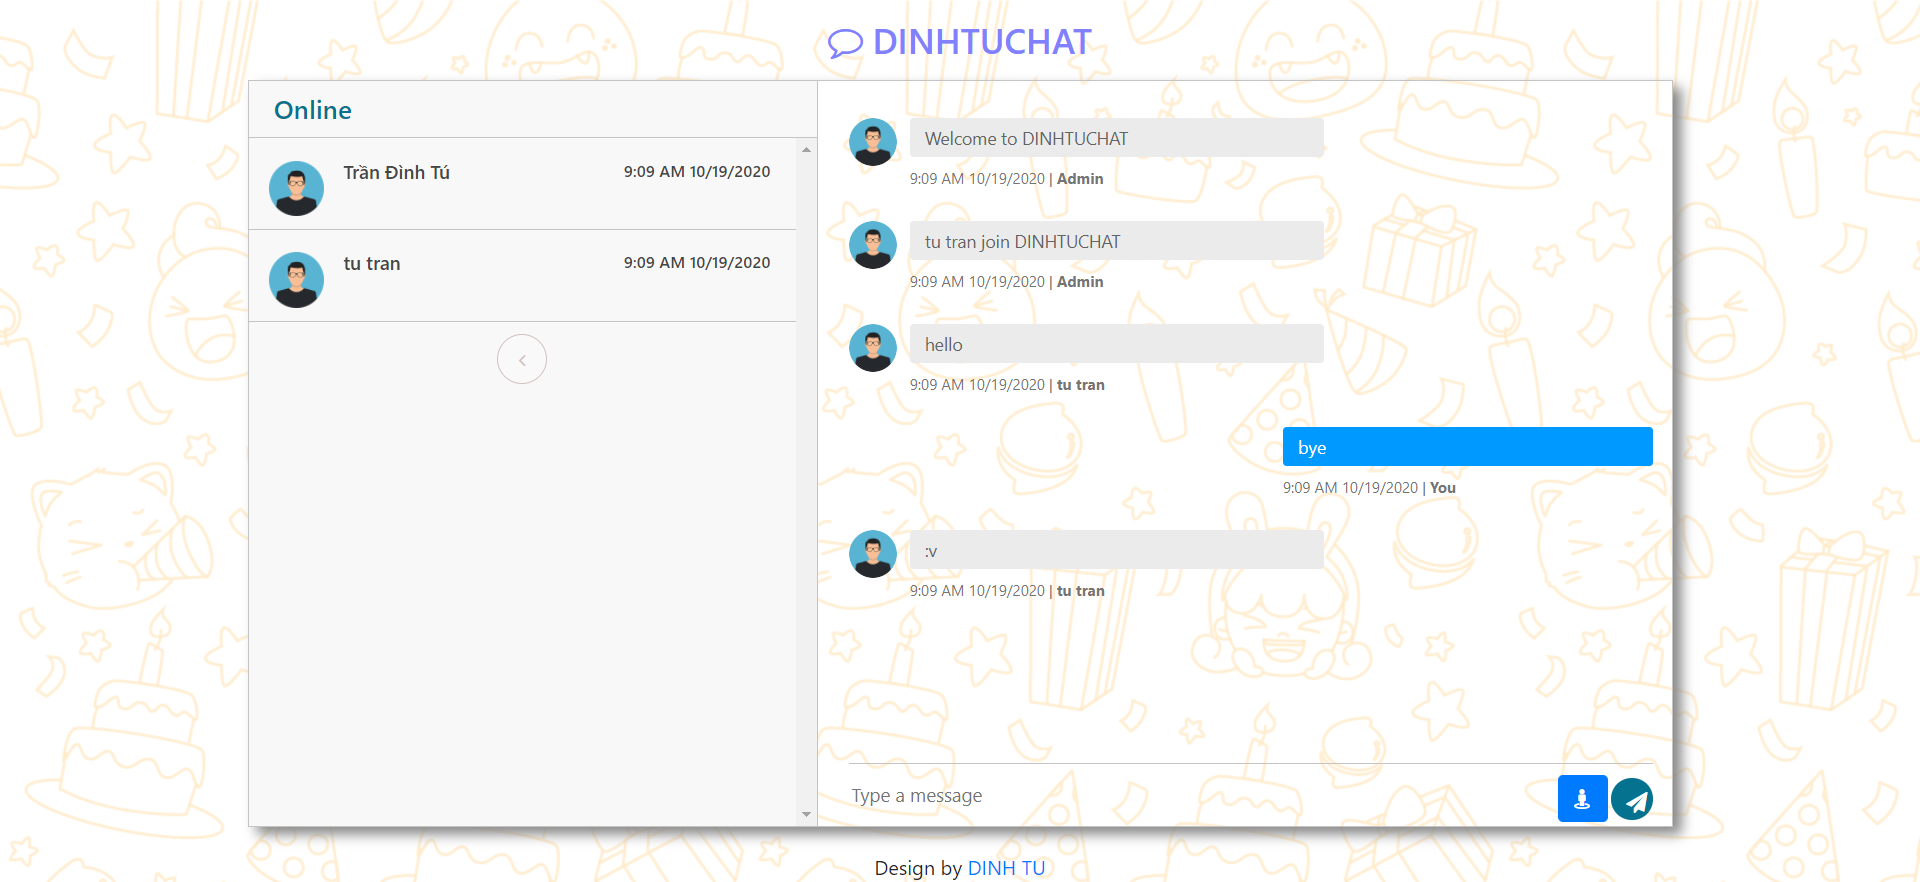 DINHTUCHAT
Online
Trần Đình Tú 9:09 AM 10/19/2020
tu tran 9:09 AM 10/19/2020
Welcome to DINHTUCHAT
9:09 AM 10/19/2020 | Admin
tu tran join DINHTUCHAT
9:09 AM 10/19/2020 | Admin
hello
9:09 AM 10/19/2020 | tu tran
bye
9:09 AM 10/19/2020 | You
:v
9:09 AM 10/19/2020 | tu tran
Type a message
Design by DINH TU